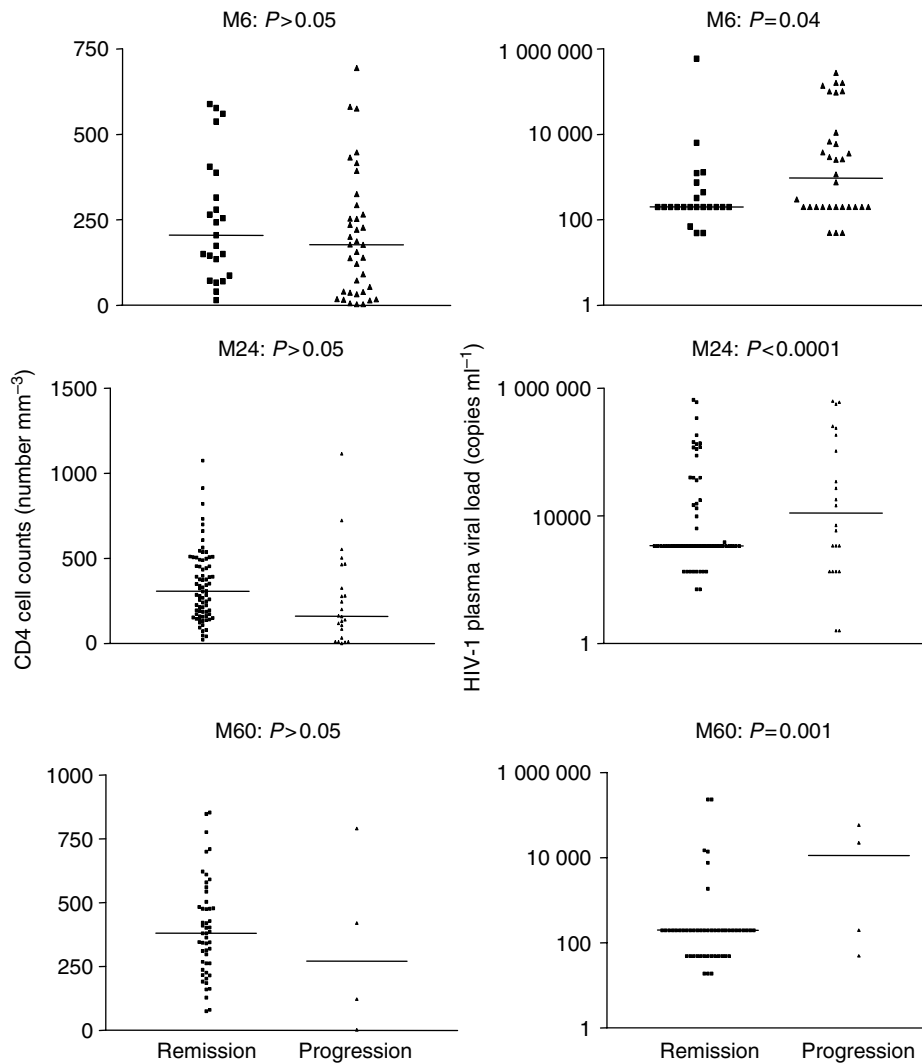 M6: P>0.05
750
500
250
0
M6: P=0.04
1 000 000
10 000
100
1
CD4 cell counts (number mm−3)
M24: P>0.05
1500
1000
500
0
HIV-1 plasma viral load (copies ml−1)
M24: P<0.0001
1 000 000
10000
1
M60: P>0.05
1000
750
500
250
0
Remission Progression
M60: P=0.001
1 000 000
10 000
100
1
Remission Progression